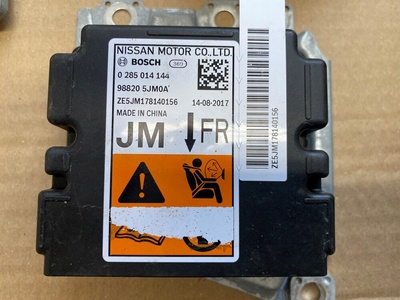 NISSAN MOTOR CO.,LTD.
BOSCH
0 285 014 144
98820 5JM0A
ZE5JM178140156 14-08-2017
MADE IN CHINA
JM FR
ZE5JM178140156